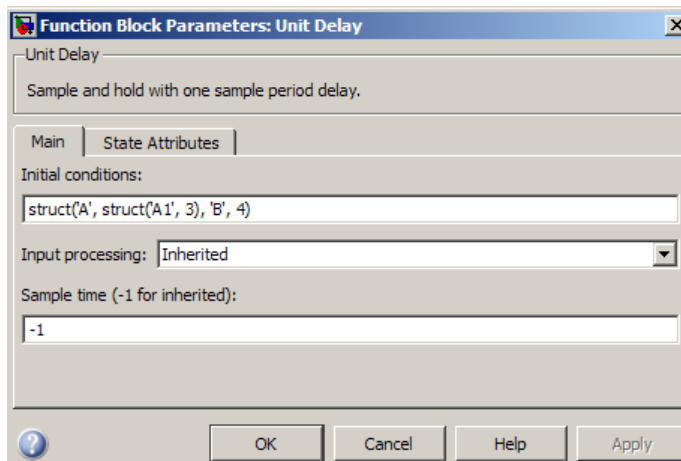 Function Block Parameters: Unit Delay
Unit Delay
Sample and hold with one sample period delay.
Main State Attributes
Initial conditions:
struct('A', struct('A1', 3), 'B', 4)
Input processing: Inherited
Sample time (-1 for inherited):
-1
? OK Cancel Help Apply